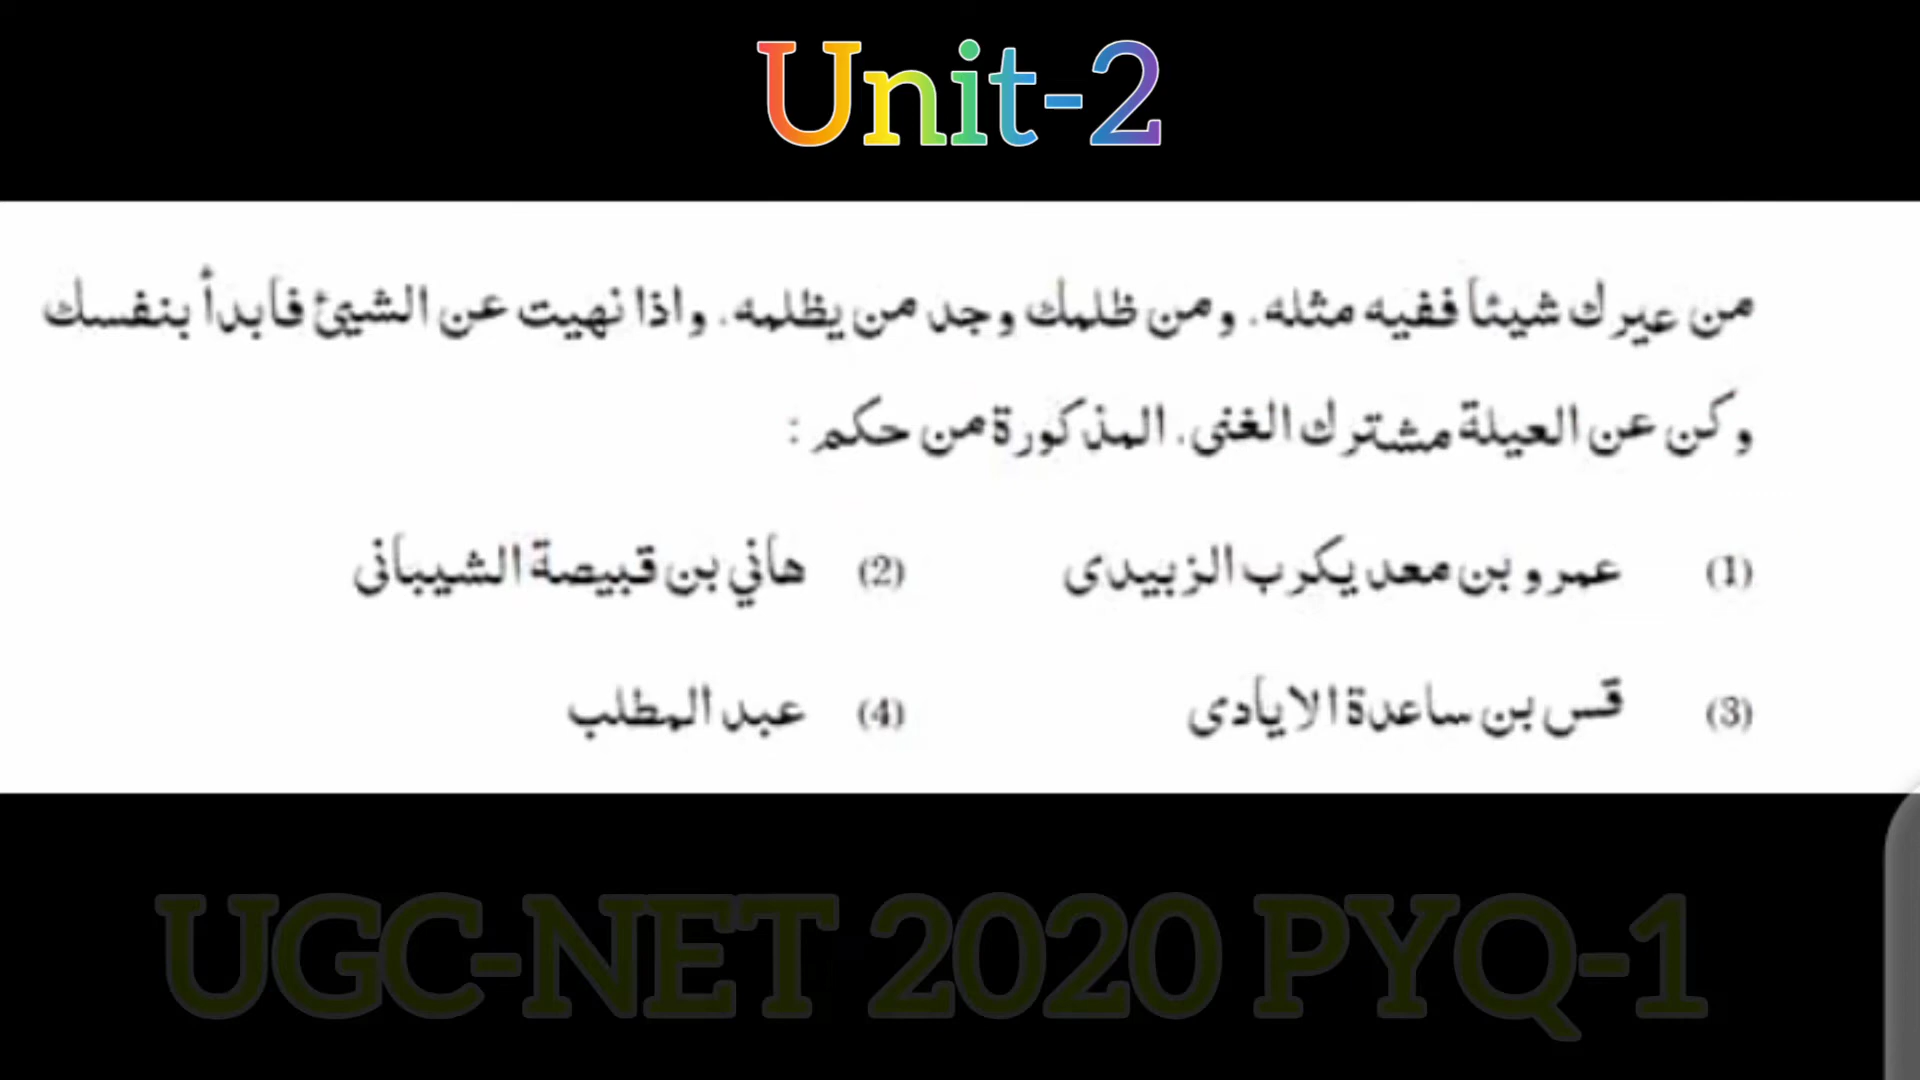 Unit-2
من عيرك شيئاً ففيه مثله. ومن ظلمك وجد من يظلمه. واذا نهيت عن الشيئ فابدأ بنفسك
وكن عن العيلة مشترك الغنى. المذكورة من حكم :
(1) عمرو بن معد يكرب الزبيدى (2) هاني بن قبيصة الشيبانى
(3) قس بن ساعدة الايادى (4) عبد المطلب
UGC-NET 2020 PYQ-1